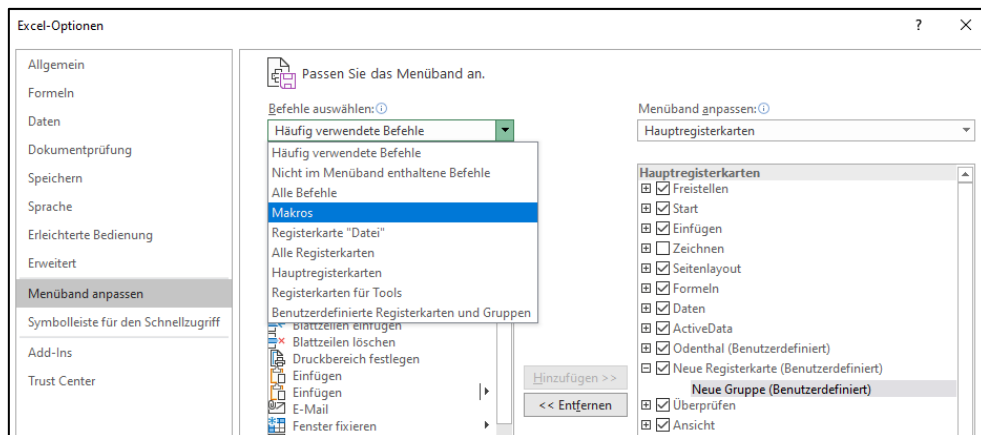 Excel-Optionen
?
Allgemein
Formeln
Daten
Dokumentprüfung
Speichern
Sprache
Erleichterte Bedienung
Erweitert
Menüband anpassen
Symbolleiste für den Schnellzugriff
Add-Ins
Trust Center
Passen Sie das Menüband an.
Befehle auswählen:
Häufig verwendete Befehle
Häufig verwendete Befehle
Nicht im Menüband enthaltene Befehle
Alle Befehle
Makros
Registerkarte "Datei"
Alle Registerkarten
Hauptregisterkarten
Registerkarten für Tools
Benutzerdefinierte Registerkarten und Gruppen
Blattzeilen einfügen
Blattzeilen löschen
Druckbereich festlegen
Einfügen
Einfügen
E-Mail
Fenster fixieren
Hinzufügen >>
<< Entfernen
Menüband anpassen:
Hauptregisterkarten
Hauptregisterkarten
Freistellen
Start
Einfügen
Zeichnen
Seitenlayout
Formeln
Daten
ActiveData
Odenthal (Benutzerdefiniert)
Neue Registerkarte (Benutzerdefiniert)
Neue Gruppe (Benutzerdefiniert)
Überprüfen
Ansicht